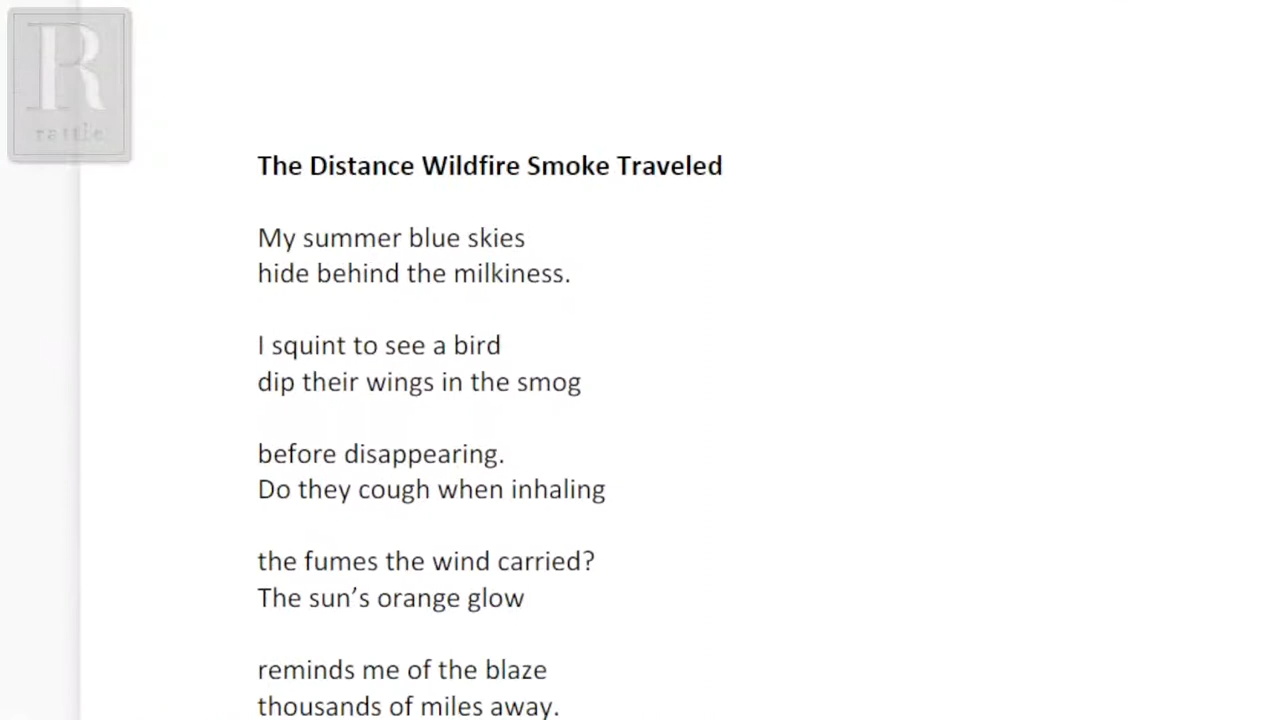 R
rattle
The Distance Wildfire Smoke Traveled
My summer blue skies
hide behind the milkiness.
I squint to see a bird
dip their wings in the smog
before disappearing.
Do they cough when inhaling
the fumes the wind carried?
The sun’s orange glow
reminds me of the blaze
thousands of miles away.